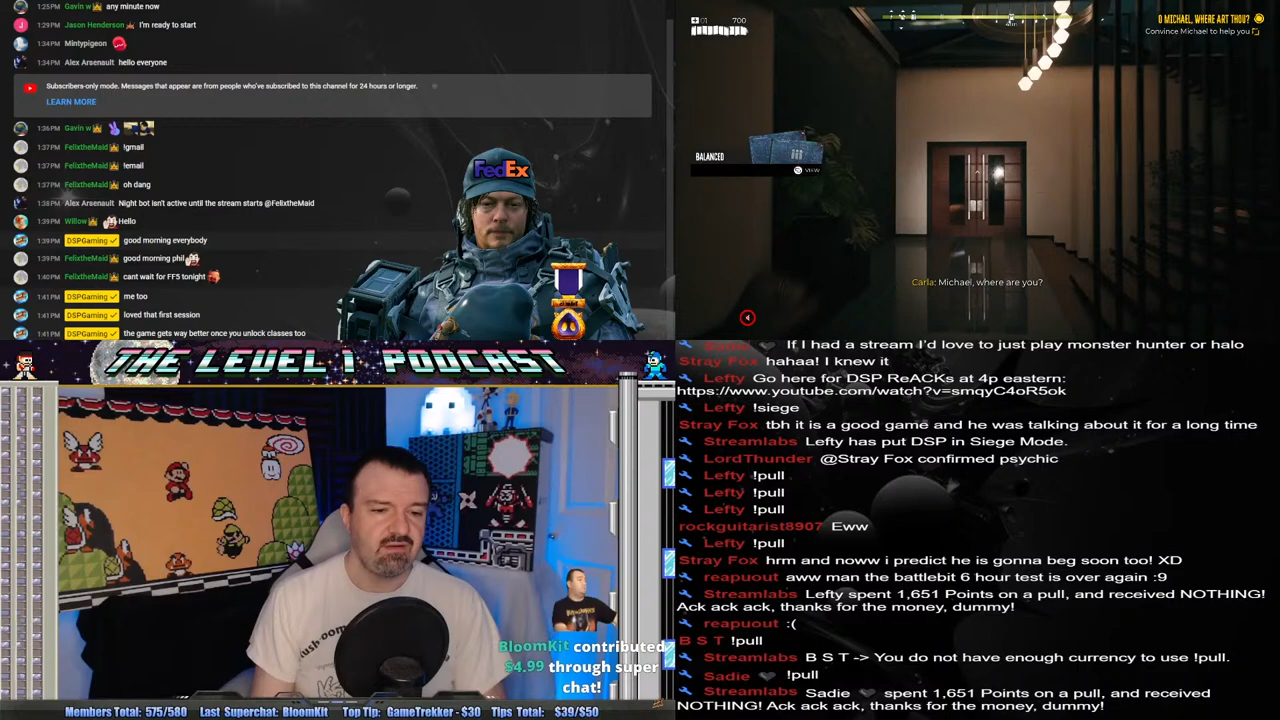 1:25PM Gavin w any minute now
1:29PM Jason Henderson I'm ready to start
1:34PM Mintypigeon
1:34PM Alex Arsenault hello everyone
Subscribers-only mode. Messages that appear are from people who've subscribed to this channel for 24 hours or longer.
LEARN MORE
1:36PM Gavin w
1:37PM FelixtheMaid !gmail
1:37PM FelixtheMaid !email
1:37PM FelixtheMaid oh dang
1:38PM Alex Arsenault Night bot isn't active until the stream starts @FelixtheMaid
1:39PM Willow Hello
1:39PM DSPGaming good morning everybody
1:39PM FelixtheMaid good morning phil
1:40PM FelixtheMaid cant wait for FF5 tonight
1:41PM DSPGaming me too
1:41PM DSPGaming loved that first session
1:41PM DSPGaming the game gets way better once you unlock classes too
FedEx
01 700
O MICHAEL, WHERE ART THOU?
Convince Michael to help you
BALANCED
VIEW
Carla: Michael, where are you?
THE LEVEL 1 PODCAST
Sadie If I had a stream I'd love to just play monster hunter or halo
Stray Fox hahaa! I knew it
Lefty Go here for DSP ReACKs at 4p eastern:
https://www.youtube.com/watch?v=smqyC4oR5ok
Lefty !siege
Stray Fox tbh it is a good game and he was talking about it for a long time
Streamlabs Lefty has put DSP in Siege Mode.
LordThunder @Stray Fox confirmed psychic
Lefty !pull
Lefty !pull
Lefty !pull
rockguitarist8907 Eww
Lefty !pull
Stray Fox hrm and noww i predict he is gonna beg soon too! XD
reapuout aww man the battlebit 6 hour test is over again :9
Streamlabs Lefty spent 1,651 Points on a pull, and received NOTHING!
Ack ack ack, thanks for the money, dummy!
reapuout :(
B S T !pull
Streamlabs B S T -> You do not have enough currency to use !pull.
Sadie !pull
Streamlabs Sadie spent 1,651 Points on a pull, and received
NOTHING! Ack ack ack, thanks for the money, dummy!
BloomKit contributed
$4.99 through super
chat!
Members Total: 575/580 Last Superchat: BloomKit Top Tip: GameTrekker - $30 Tips Total: $39/$50